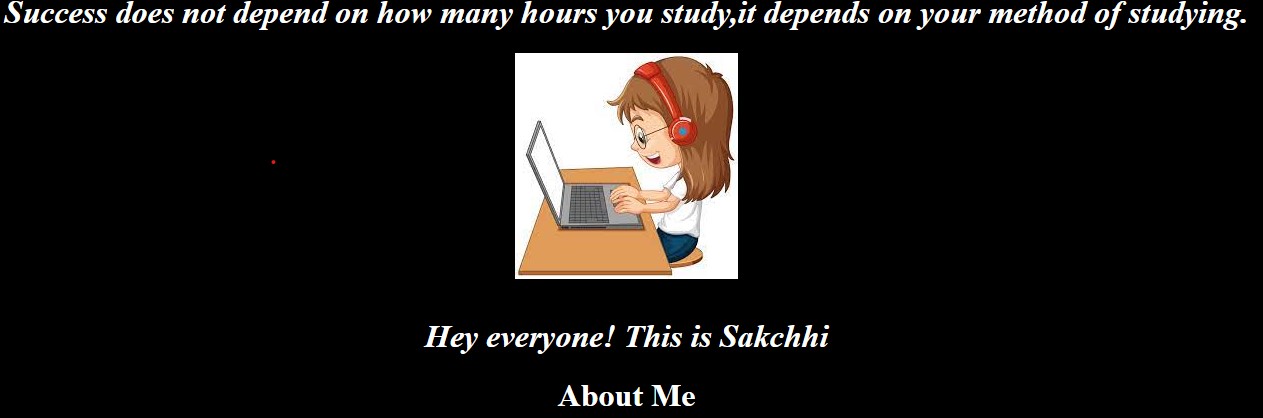 Success does not depend on how many hours you study,it depends on your method of studying.
Hey everyone! This is Sakchhi
About Me